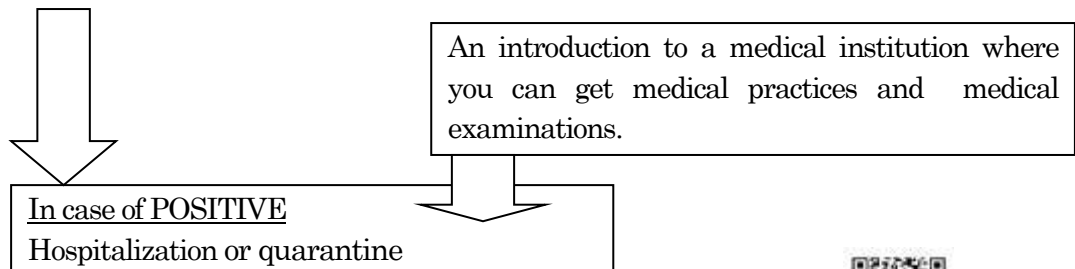 An introduction to a medical institution where
you can get medical practices and medical
examinations.
In case of POSITIVE
Hospitalization or quarantine